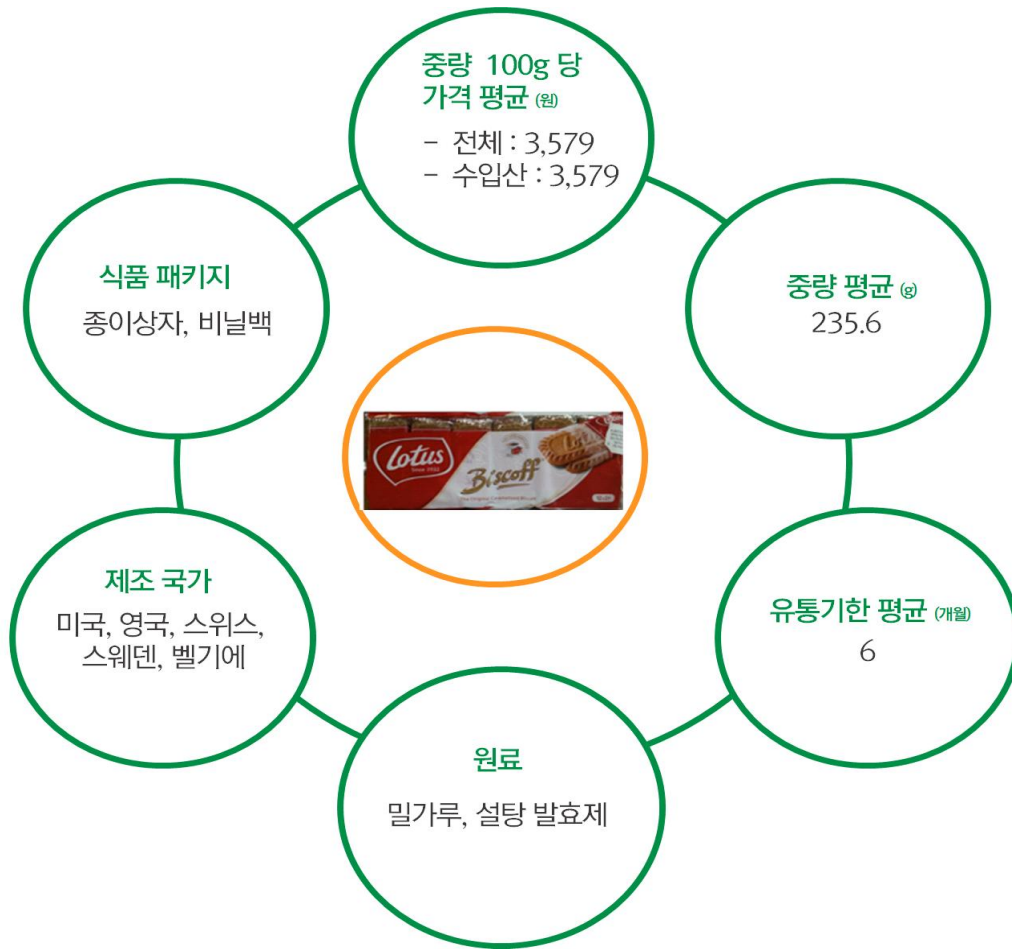 중량 100g 당
가격 평균 (원)
- 전체 : 3,579
- 수입산 : 3,579
식품 패키지
종이상자, 비닐백
중량 평균 (g)
235.6
Lotus
Biscoff
제조 국가
미국, 영국, 스위스,
스웨덴, 벨기에
유통기한 평균 (개월)
6
원료
밀가루, 설탕 발효제